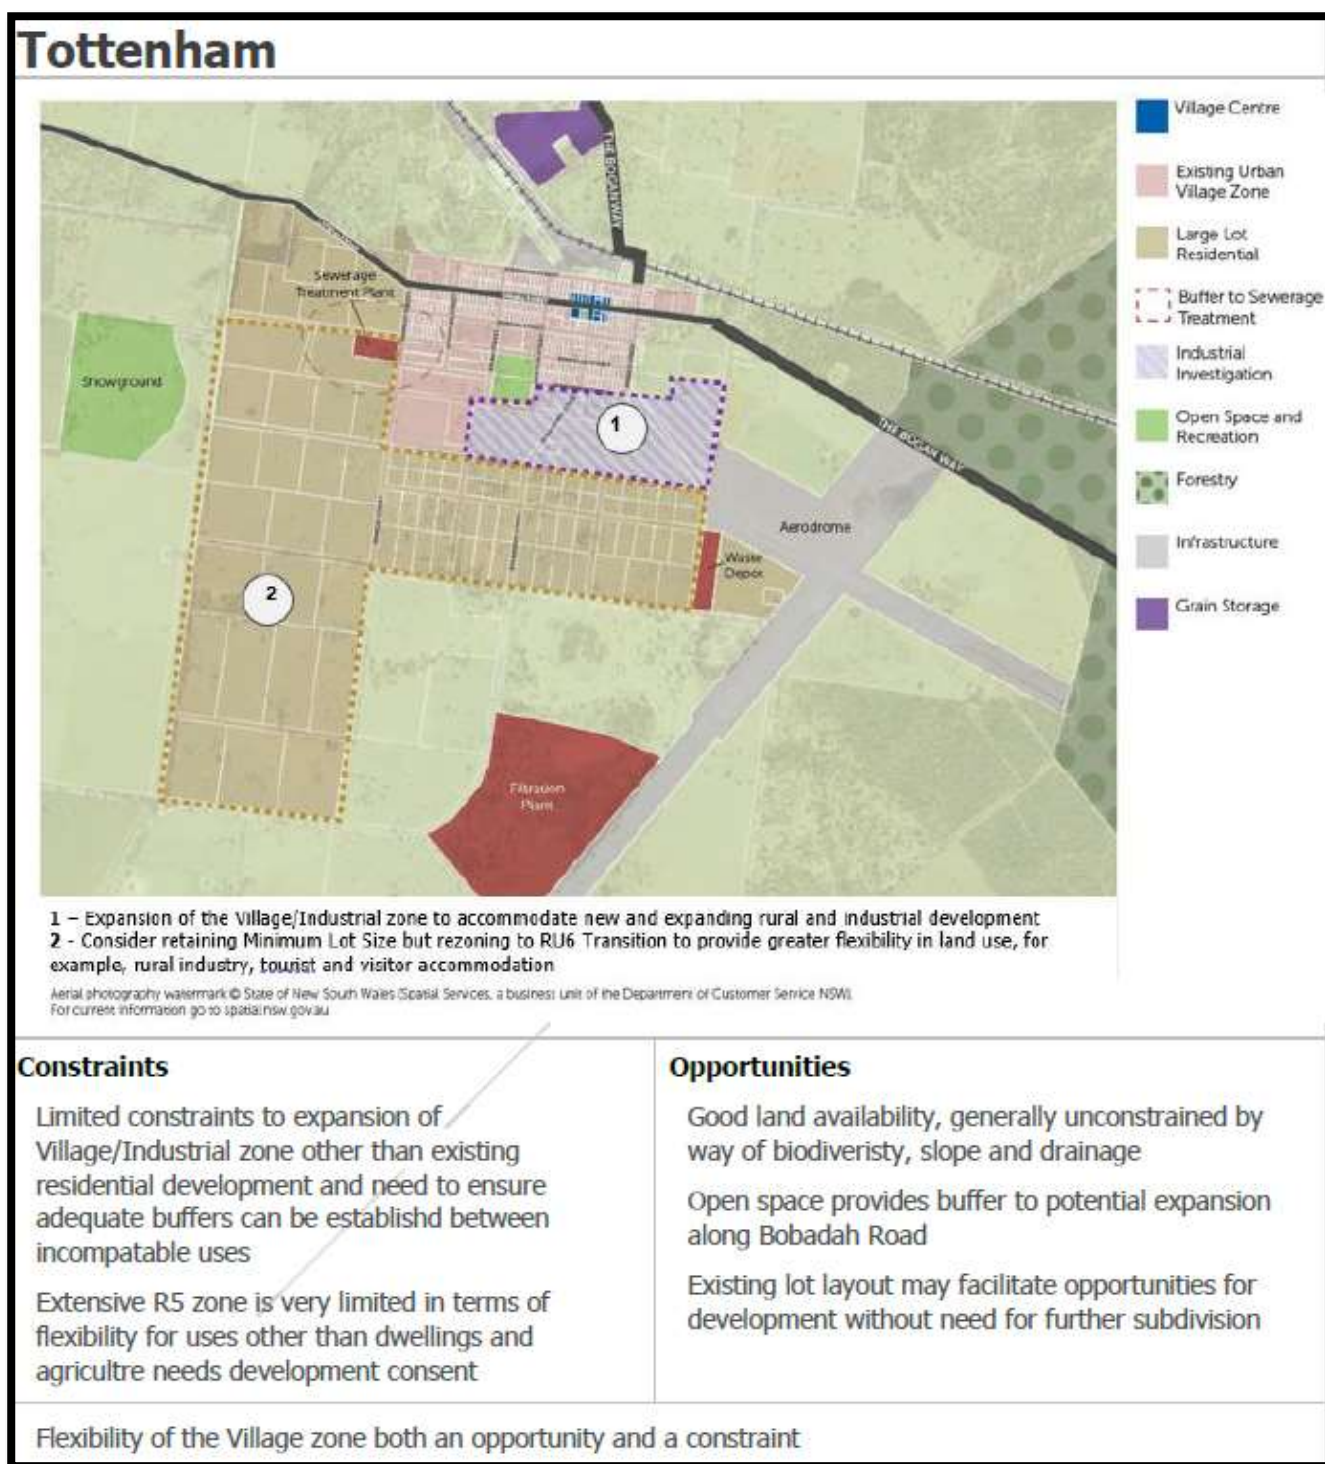 Tottenham
Village Centre
Existing Urban
Village Zone
Large Lot
Residential
Buffer to Sewerage
Treatment
Industrial
Investigation
Open Space and
Recreation
Forestry
Infrastructure
Grain Storage
THE BOGAN WAY
Sewerage
Treatment Plant
Showground
1
THE BOGAN WAY
Aerodrome
Waste
Depot
2
Filtration
Plant
1 – Expansion of the Village/Industrial zone to accommodate new and expanding rural and industrial development
2 - Consider retaining Minimum Lot Size but rezoning to RU6 Transition to provide greater flexibility in land use, for
example, rural industry, tourist and visitor accommodation
Aerial photography watermark © State of New South Wales (Spatial Services, a business unit of the Department of Customer Service NSW).
For current information go to spatial.nsw.gov.au
Constraints
Limited constraints to expansion of
Village/Industrial zone other than existing
residential development and need to ensure
adequate buffers can be establishd between
incompatable uses
Extensive R5 zone is very limited in terms of
flexibility for uses other than dwellings and
agricultre needs development consent
Opportunities
Good land availability, generally unconstrained by
way of biodiveristy, slope and drainage
Open space provides buffer to potential expansion
along Bobadah Road
Existing lot layout may facilitate opportunities for
development without need for further subdivision
Flexibility of the Village zone both an opportunity and a constraint